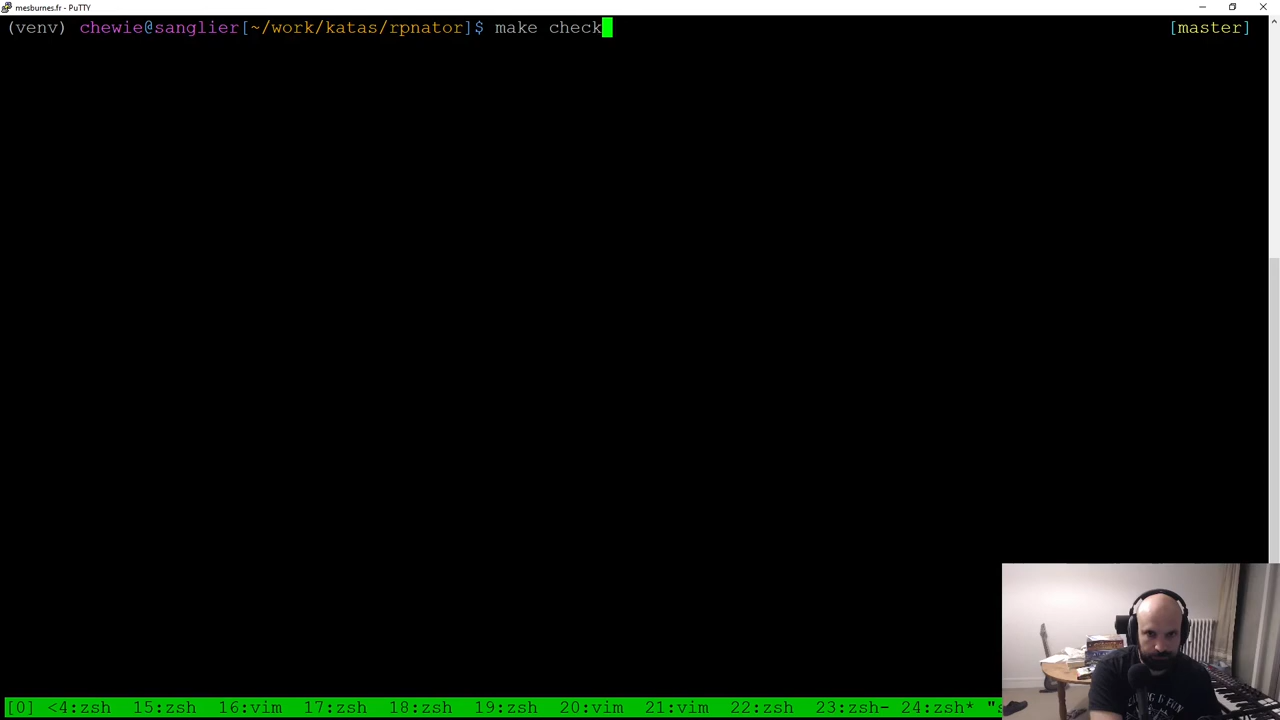 mesburnes.fr - PuTTY
(venv) chewie@sanglier[~/work/katas/rpnator]$ make check [master]
[0] <4:zsh 15:zsh 16:vim 17:zsh 18:zsh 19:zsh 20:vim 21:vim 22:zsh 23:zsh- 24:zsh* "s